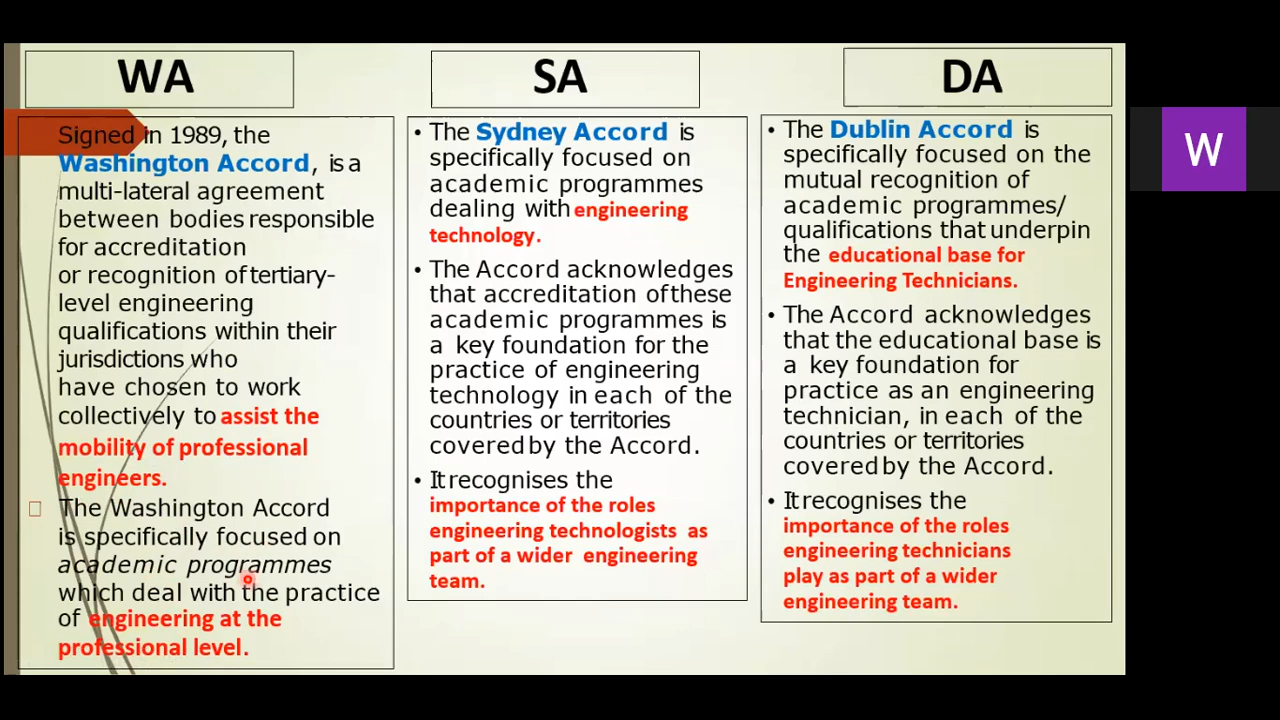 WA
Signed in 1989, the
Washington Accord, is a
multi-lateral agreement
between bodies responsible
for accreditation
or recognition of tertiary-
level engineering
qualifications within their
jurisdictions who
have chosen to work
collectively to assist the
mobility of professional
engineers.
The Washington Accord
is specifically focused on
academic programmes
which deal with the practice
of engineering at the
professional level.
SA
• The Sydney Accord is
specifically focused on
academic programmes
dealing with engineering
technology.
• The Accord acknowledges
that accreditation of these
academic programmes is
a key foundation for the
practice of engineering
technology in each of the
countries or territories
covered by the Accord.
• It recognises the
importance of the roles
engineering technologists as
part of a wider engineering
team.
DA
• The Dublin Accord is
specifically focused on the
mutual recognition of
academic programmes/
qualifications that underpin
the educational base for
Engineering Technicians.
• The Accord acknowledges
that the educational base is
a key foundation for
practice as an engineering
technician, in each of the
countries or territories
covered by the Accord.
• It recognises the
importance of the roles
engineering technicians
play as part of a wider
engineering team.
W